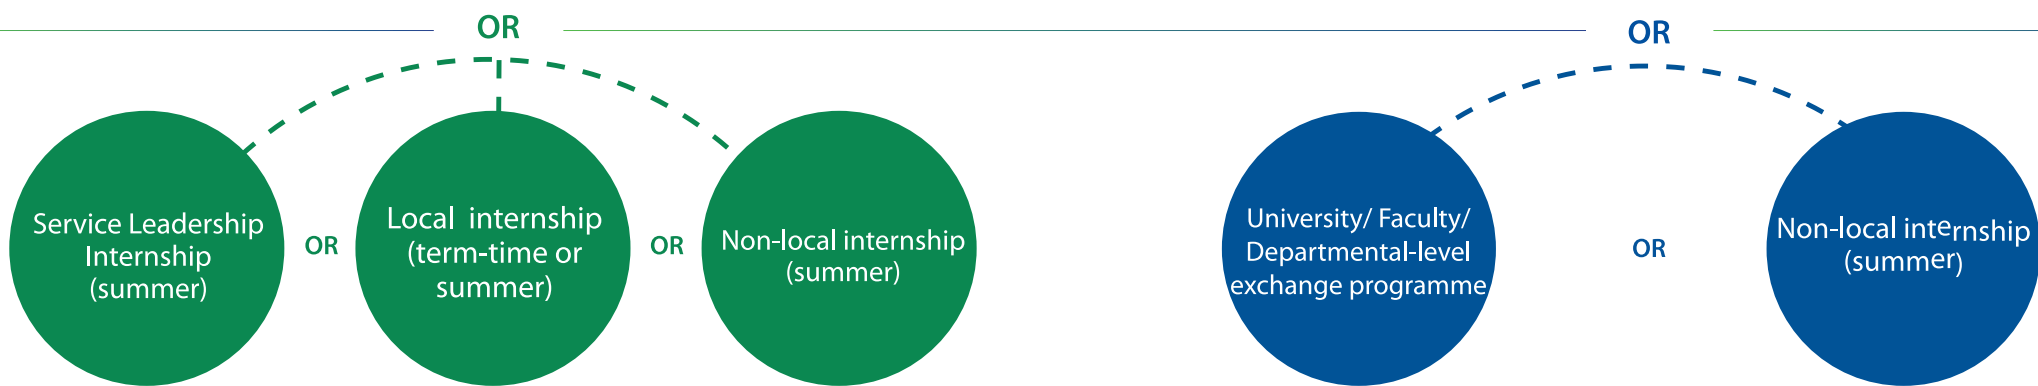 OR
OR
Service Leadership
Internship
(summer)
OR
Local internship
(term-time or
summer)
OR
Non-local internship
(summer)
University/ Faculty/
Departmental-level
exchange programme
OR
Non-local internship
(summer)